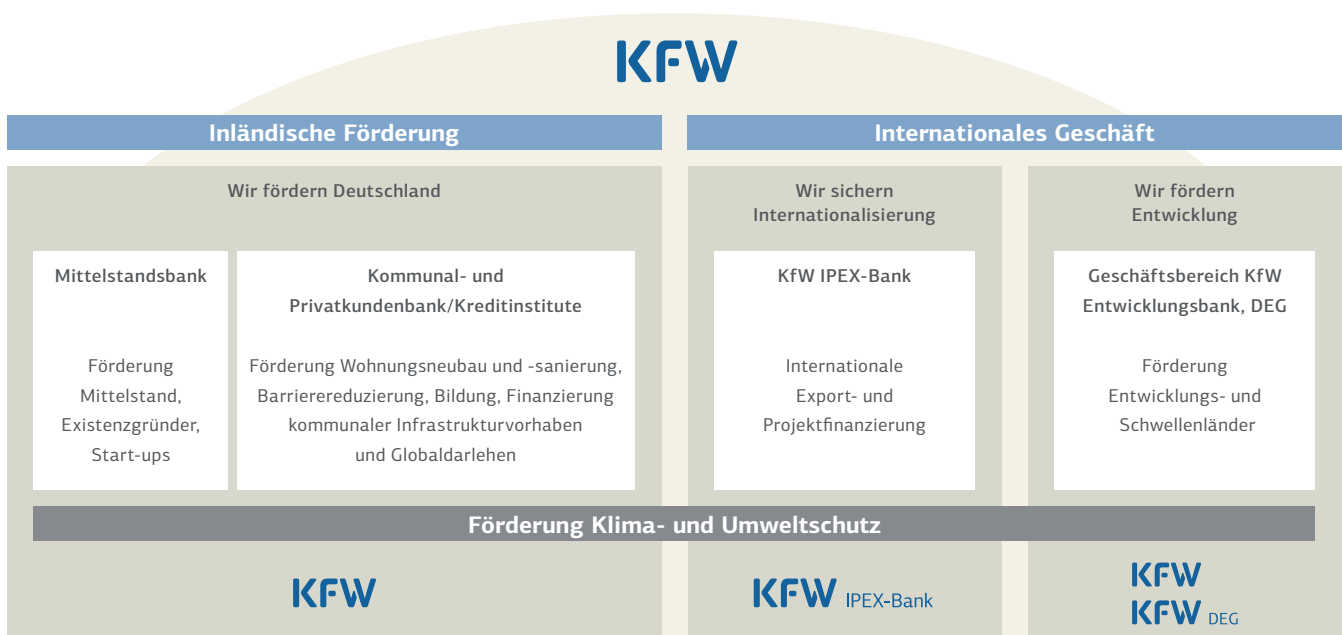 KFW
Inländische Förderung
Internationales Geschäft
Wir fördern Deutschland
Mittelstandsbank
Förderung
Mittelstand,
Existenzgründer,
Start-ups
Kommunal- und
Privatkundenbank/Kreditinstitute
Förderung Wohnungsneubau und -sanierung,
Barrierereduzierung, Bildung, Finanzierung
kommunaler Infrastrukturvorhaben
und Globaldarlehen
Wir sichern
Internationalisierung
KfW IPEX-Bank
Internationale
Export- und
Projektfinanzierung
Wir fördern
Entwicklung
Geschäftsbereich KfW
Entwicklungsbank, DEG
Förderung
Entwicklungs- und
Schwellenländer
Förderung Klima- und Umweltschutz
KFW
KFW IPEX-Bank
KFW
KFW DEG